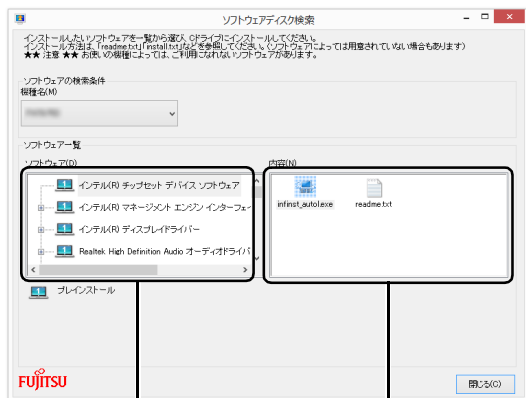 ソフトウェアディスク検索
インストールしたいソフトウェアを一覧から選び、Cドライブにインストールしてください。
インストール方法は、「readme.txt」「install.txt」などを参照してください。(ソフトウェアによっては用意されていない場合もあります)
★★ 注意 ★★ お使いの機種によっては、ご利用になれないソフトウェアがあります。
ソフトウェアの検索条件
機種名(M)
ソフトウェア一覧
ソフトウェア(D)
内容(N)
インテル(R) チップセット デバイス ソフトウェア
インテル(R) マネージメント エンジン インターフェイ
インテル(R) ディスプレイドライバー
Realtek High Definition Audio オーディオドライバ
infinst_autol.exe
readme.txt
プレインストール
FUJITSU
閉じる(C)